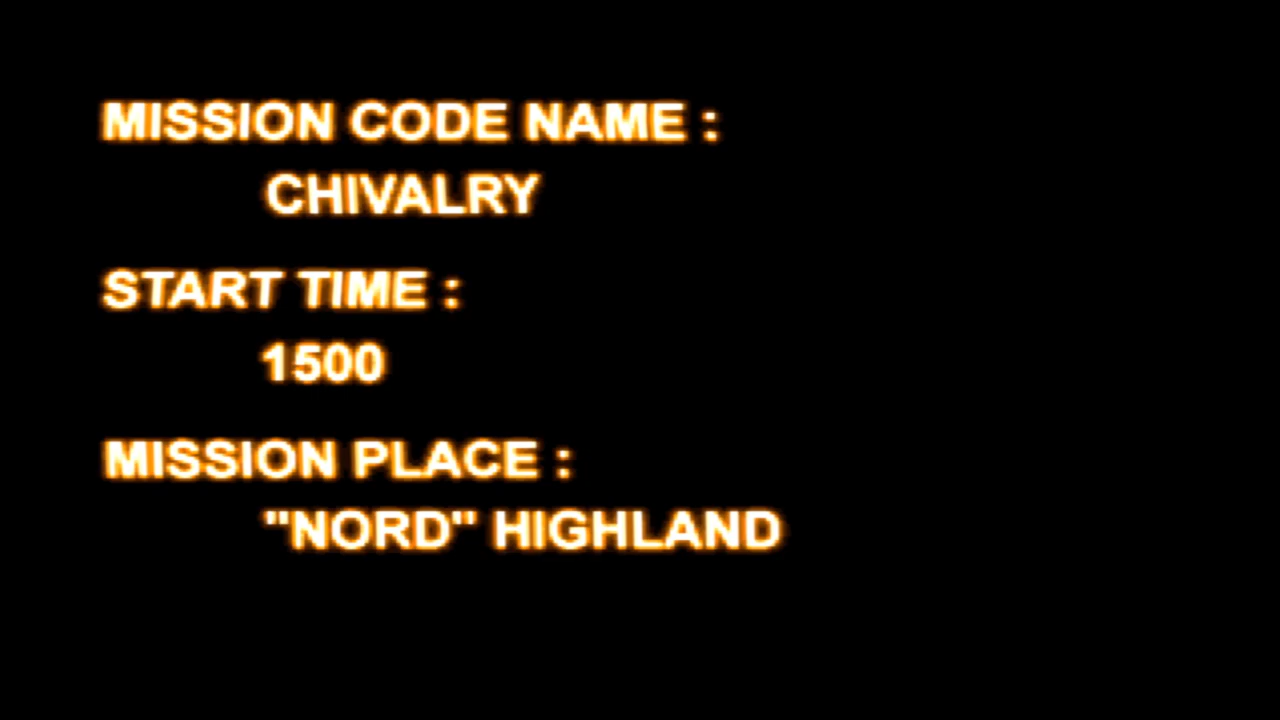 MISSION CODE NAME :
CHIVALRY
START TIME :
1500
MISSION PLACE :
"NORD" HIGHLAND